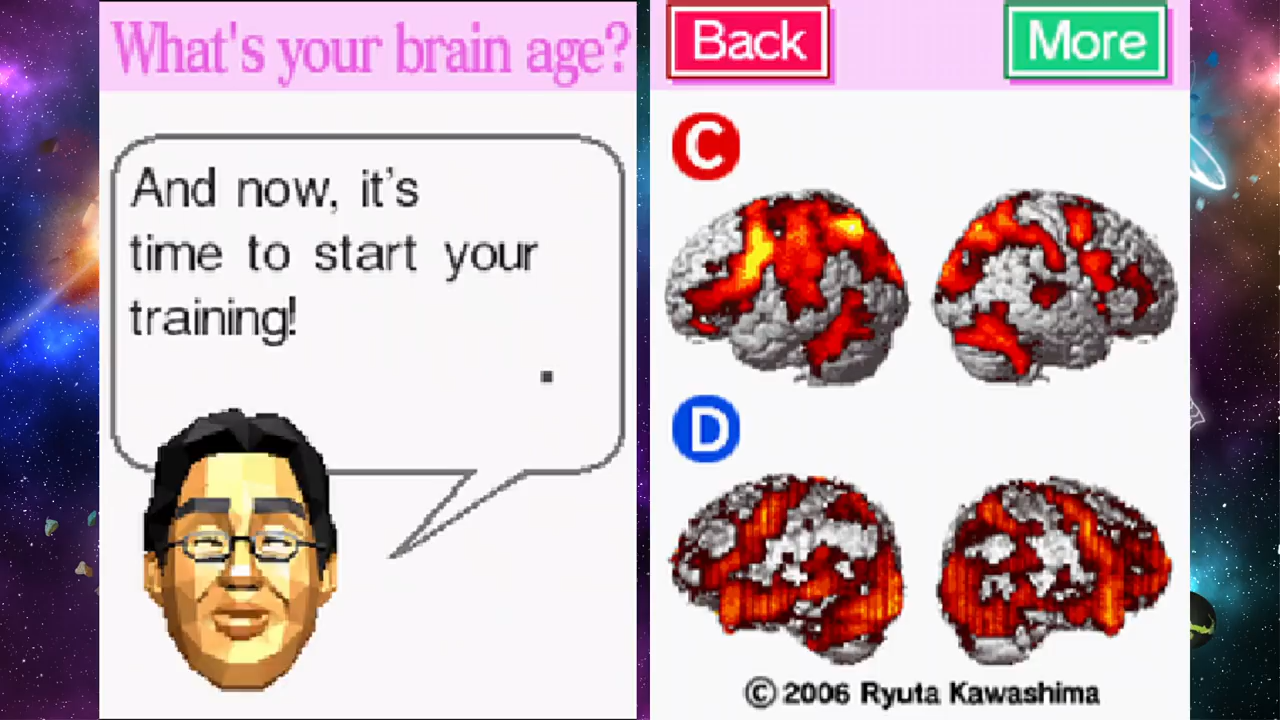 What's your brain age?
And now, it's
time to start your
training!
Back
More
C
D
© 2006 Ryuta Kawashima